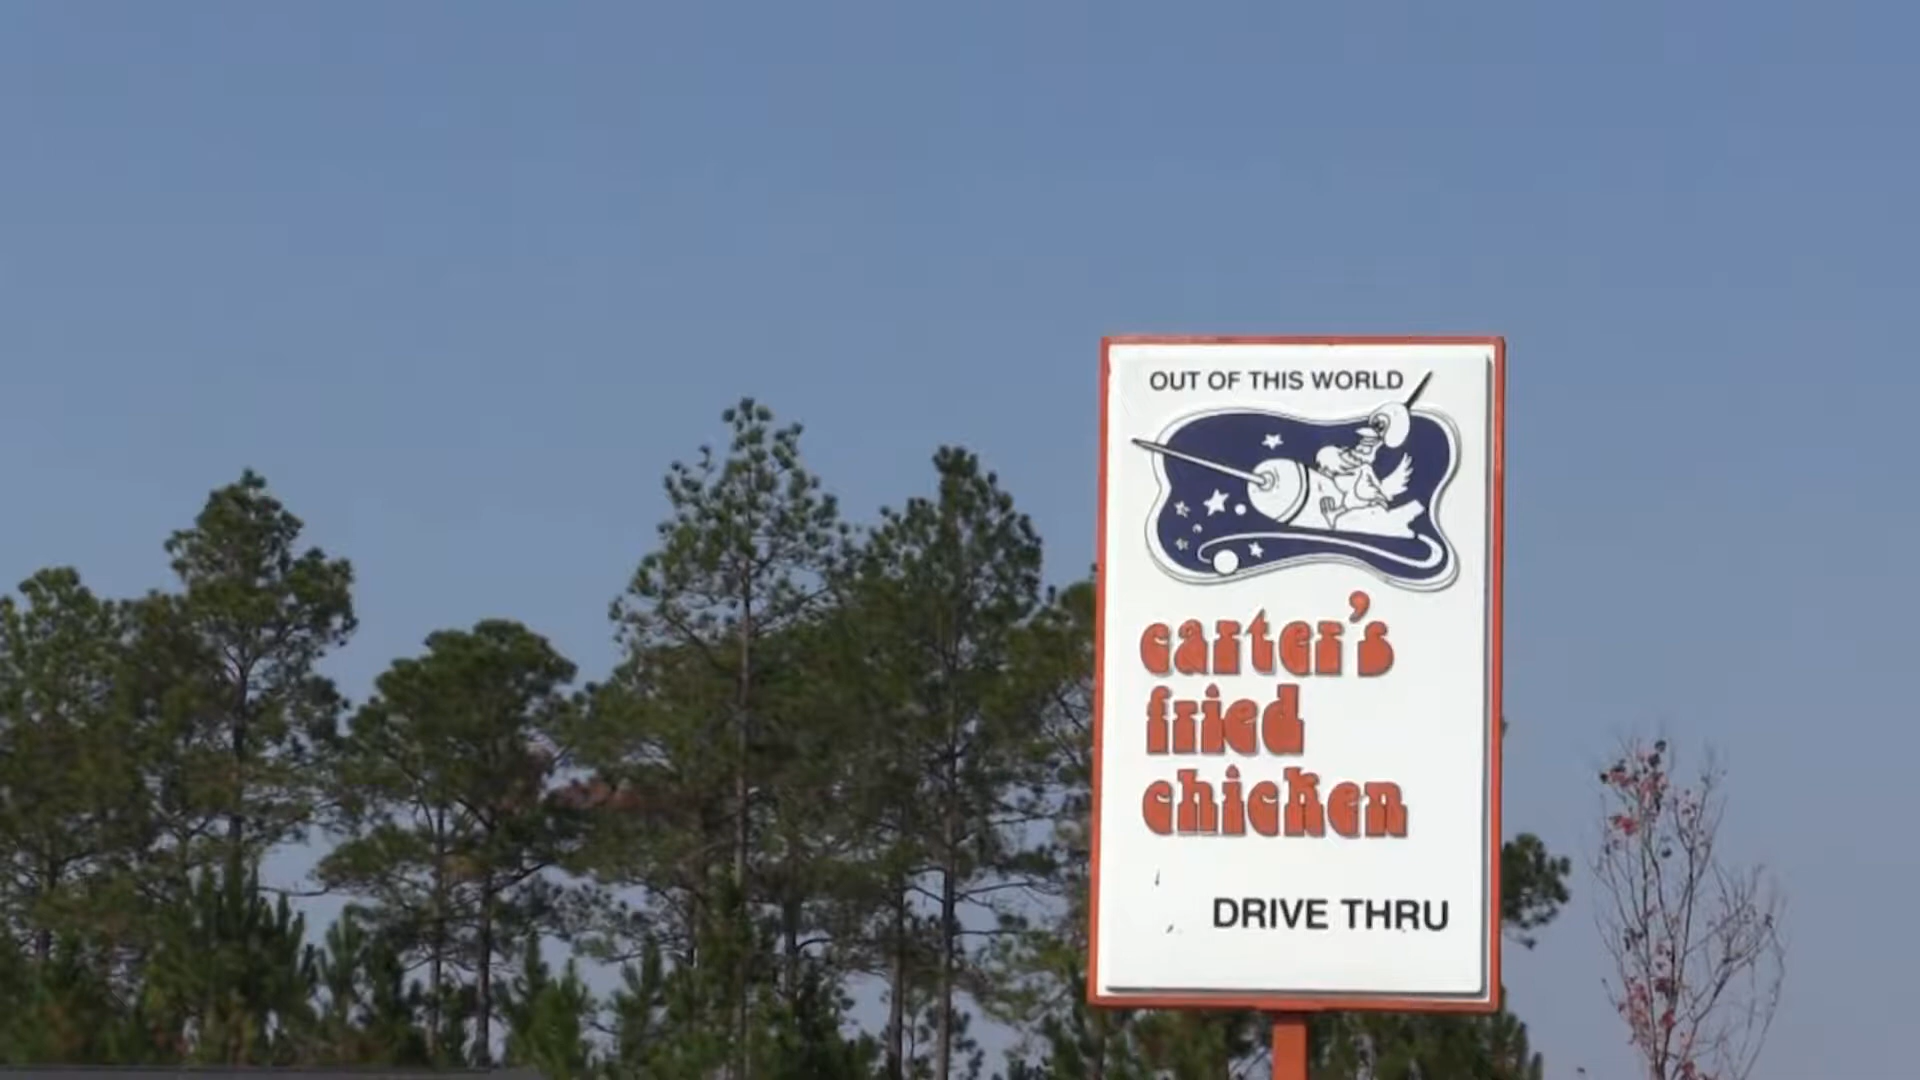 OUT OF THIS WORLD
carter's
fried
chicken
DRIVE THRU